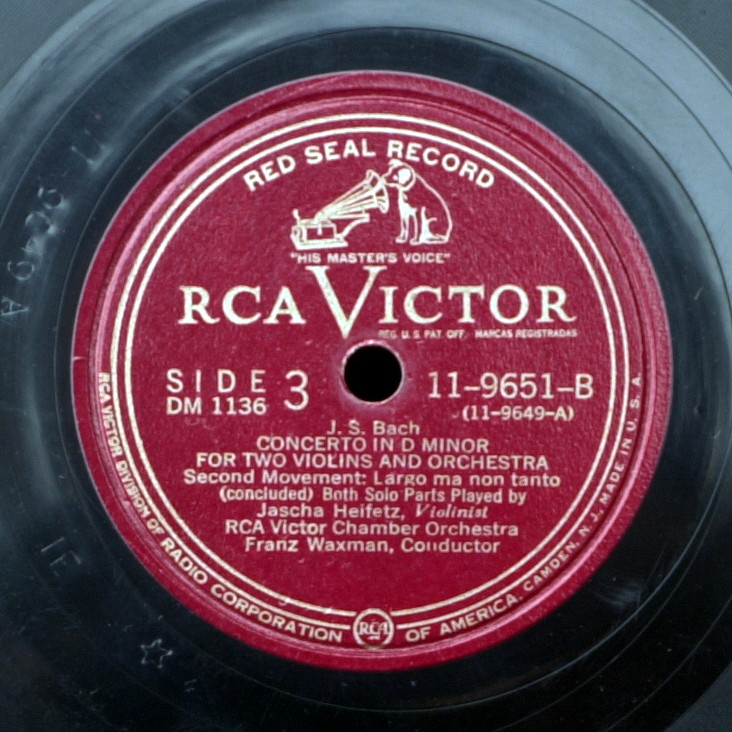 RED SEAL RECORD
"HIS MASTER'S VOICE"
RCA VICTOR
REG. U. S. PAT. OFF. MARCAS REGISTRADAS
SIDE 3 11-9651-B
DM 1136 (11-9649-A)
J. S. Bach
CONCERTO IN D MINOR
FOR TWO VIOLINS AND ORCHESTRA
Second Movement: Largo ma non tanto
(concluded) Both Solo Parts Played by
Jascha Heifetz, Violinist
RCA Victor Chamber Orchestra
Franz Waxman, Conductor
RCA VICTOR DIVISION OF RADIO CORPORATION RCA OF AMERICA, CAMDEN, N. J. MADE IN U. S. A.
11-9649 A